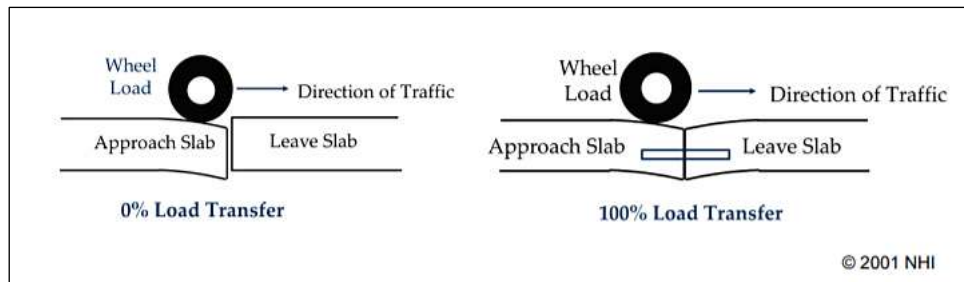 Wheel
Load
Direction of Traffic
Approach Slab
Leave Slab
0% Load Transfer
Wheel
Load
Direction of Traffic
Approach Slab
Leave Slab
100% Load Transfer
© 2001 NHI